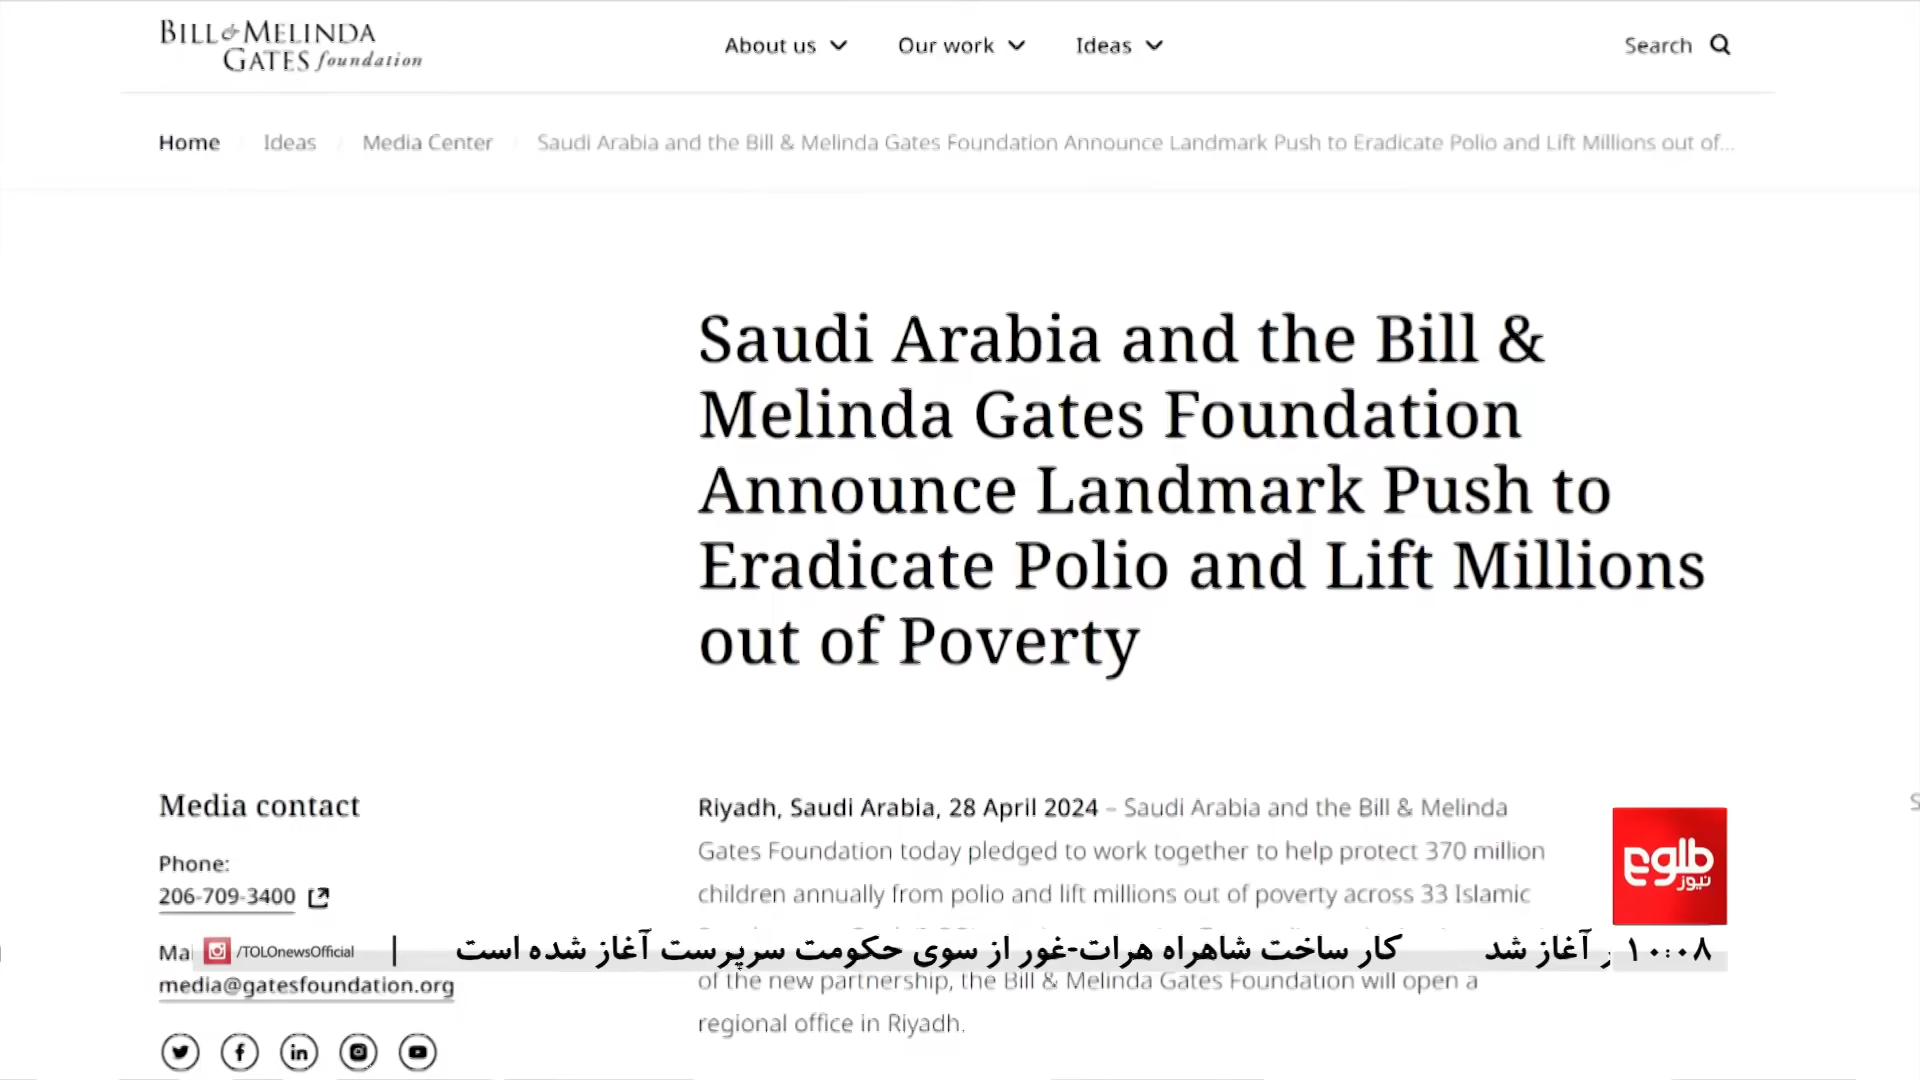 BILL & MELINDA
GATES foundation
About us
Our work
Ideas
Search
Home
Ideas
Media Center
Saudi Arabia and the Bill & Melinda Gates Foundation Announce Landmark Push to Eradicate Polio and Lift Millions out of...
Saudi Arabia and the Bill &
Melinda Gates Foundation
Announce Landmark Push to
Eradicate Polio and Lift Millions
out of Poverty
Media contact
Phone:
206-709-3400
media@gatesfoundation.org
Riyadh, Saudi Arabia, 28 April 2024 – Saudi Arabia and the Bill & Melinda
Gates Foundation today pledged to work together to help protect 370 million
children annually from polio and lift millions out of poverty across 33 Islamic
of the new partnership, the Bill & Melinda Gates Foundation will open a
regional office in Riyadh.
طلوع
نیوز
۱۰:۰۸
آغاز شد
کار ساخت شاهراه هرات-غور از سوی حکومت سرپرست آغاز شده است
|
/TOLOnewsOfficial